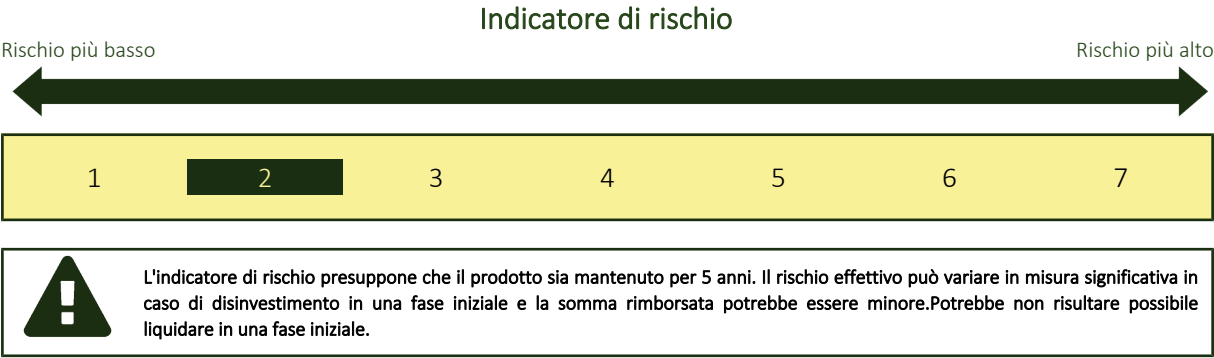 Indicatore di rischio
Rischio più basso
Rischio più alto
1 2 3 4 5 6 7
L'indicatore di rischio presuppone che il prodotto sia mantenuto per 5 anni. Il rischio effettivo può variare in misura significativa in
caso di disinvestimento in una fase iniziale e la somma rimborsata potrebbe essere minore.Potrebbe non risultare possibile
liquidare in una fase iniziale.